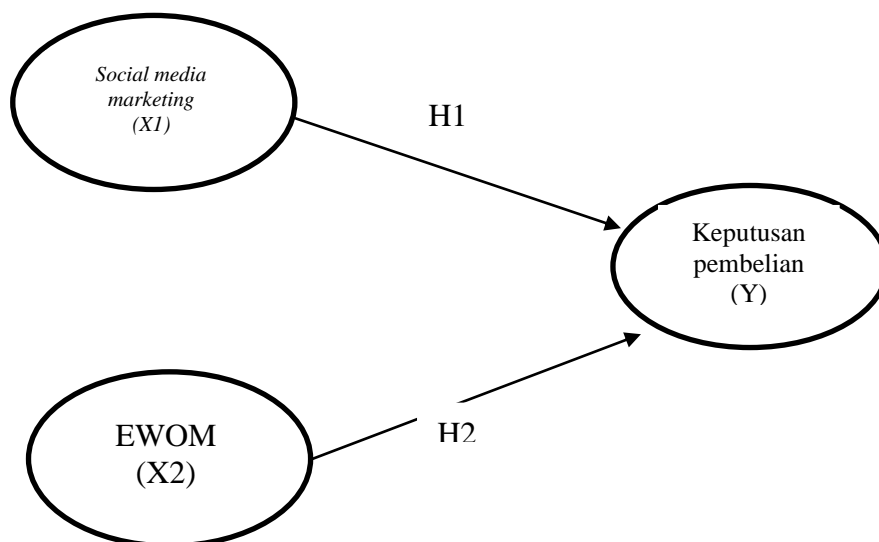 Social media
marketing
(X1)
H1
Keputusan
pembelian
(Y)
EWOM
(X2)
H2